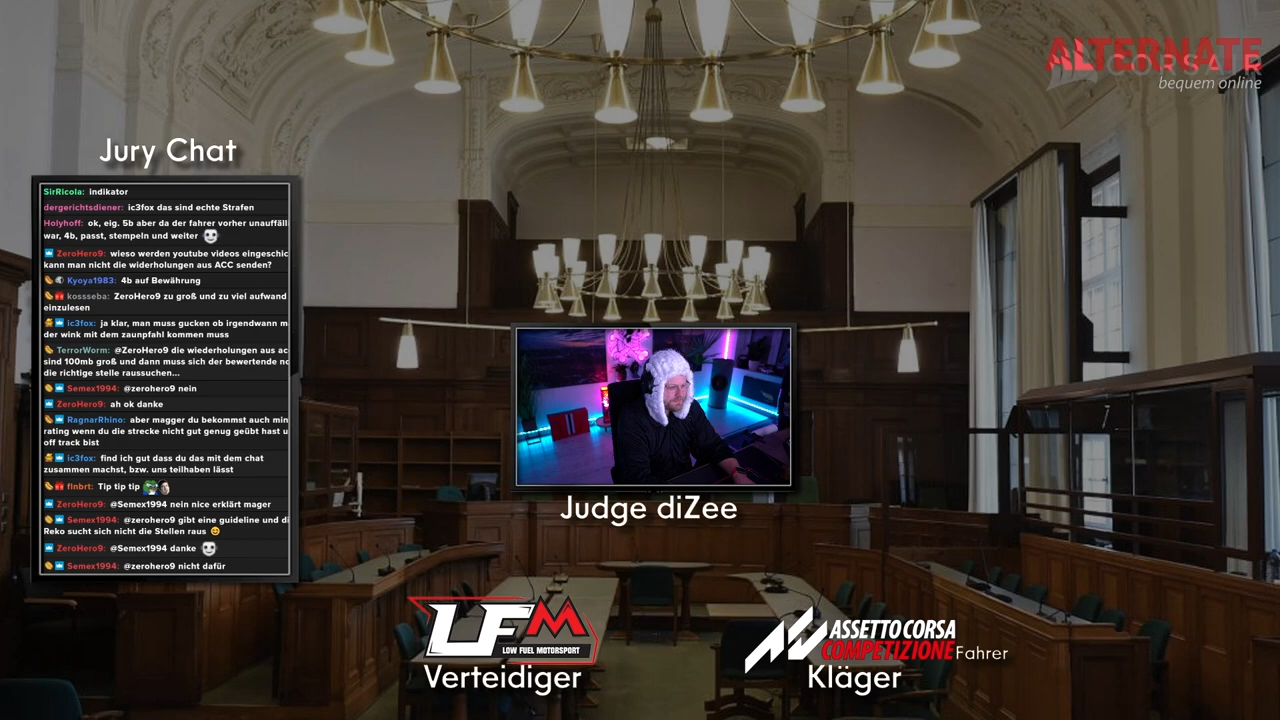 ALTERNATE
bequem online
Jury Chat
SirRicola: indikator
dergerichtsdiener: ic3fox das sind echte Strafen
Holyhoff: ok, eig. 5b aber da der fahrer vorher unauffäll
war, 4b, passt, stempeln und weiter
ZeroHero9: wieso werden youtube videos eingeschic
kann man nicht die widerholungen aus ACC senden?
Kyoya1983: 4b auf Bewährung
kossseba: ZeroHero9 zu groß und zu viel aufwand
einzulesen
ic3fox: ja klar, man muss gucken ob irgendwann m
der wink mit dem zaunpfahl kommen muss
TerrorWorm: @ZeroHero9 die wiederholungen aus ac
sind 100mb groß und dann muss sich der bewertende no
die richtige stelle raussuchen...
Semex1994: @zerohero9 nein
ZeroHero9: ah ok danke
RagnarRhino: aber magger du bekommst auch min
rating wenn du die strecke nicht gut genug geübt hast u
off track bist
ic3fox: find ich gut dass du das mit dem chat
zusammen machst, bzw. uns teilhaben lässt
flnbrt: Tip tip tip
ZeroHero9: @Semex1994 nein nice erklärt mager
Semex1994: @zerohero9 gibt eine guideline und di
Reko sucht sich nicht die Stellen raus
ZeroHero9: @Semex1994 danke
Semex1994: @zerohero9 nicht dafür
Judge diZee
LFM
LOW FUEL MOTORSPORT
Verteidiger
ASSETTO CORSA
COMPETIZIONE Fahrer
Kläger